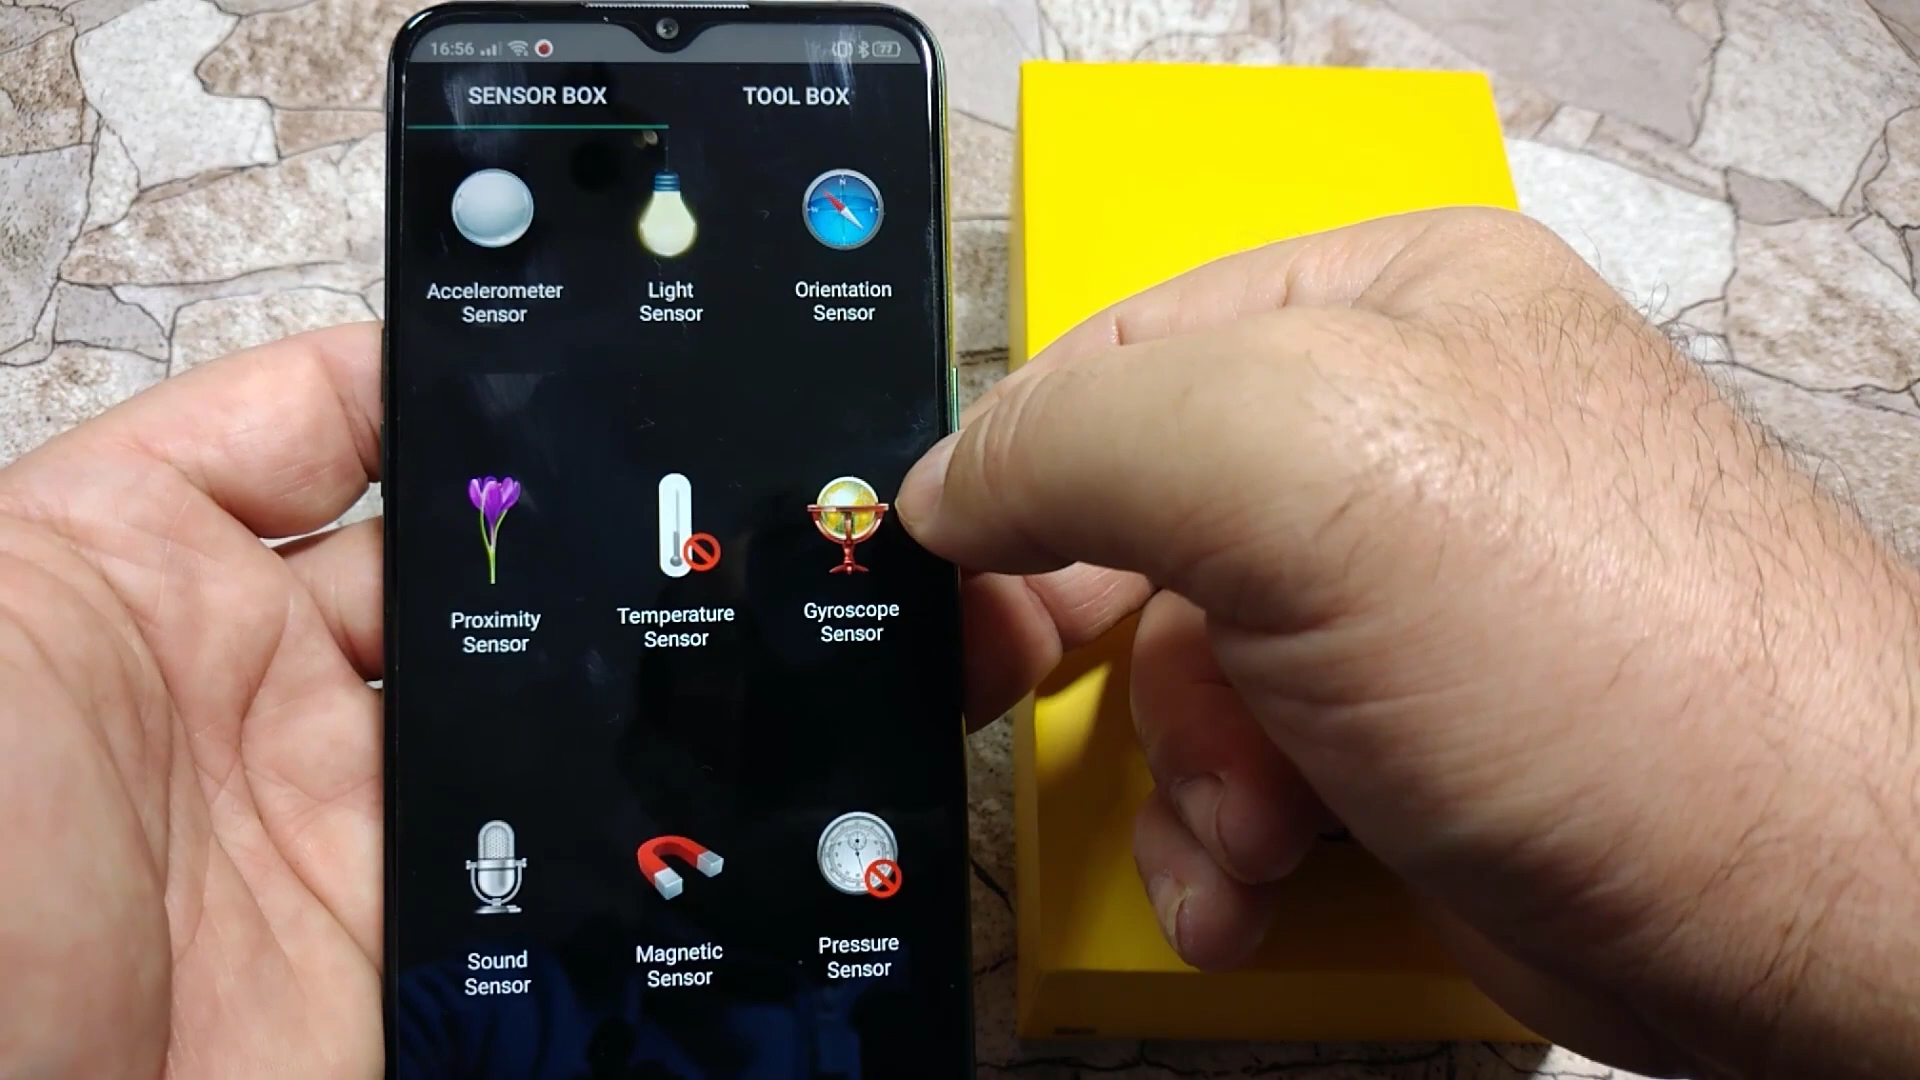 16:56
77
SENSOR BOX
TOOL BOX
Accelerometer
Sensor
Light
Sensor
Orientation
Sensor
Proximity
Sensor
Temperature
Sensor
Gyroscope
Sensor
Sound
Sensor
Magnetic
Sensor
Pressure
Sensor